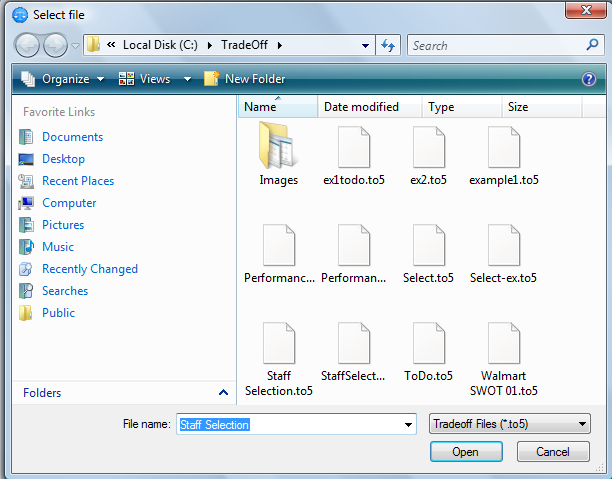 Select file
« Local Disk (C:) TradeOff Search
Organize Views New Folder
Favorite Links
Documents
Desktop
Recent Places
Computer
Pictures
Music
Recently Changed
Searches
Public
Folders
Name Date modified Type Size
Images ex1todo.to5 ex2.to5 example1.to5
Performanc... Performan... Select.to5 Select-ex.to5
Staff StaffSelect... ToDo.to5 Walmart
Selection.to5 SWOT 01.to5
File name: Staff Selection Tradeoff Files (*.to5)
Open Cancel